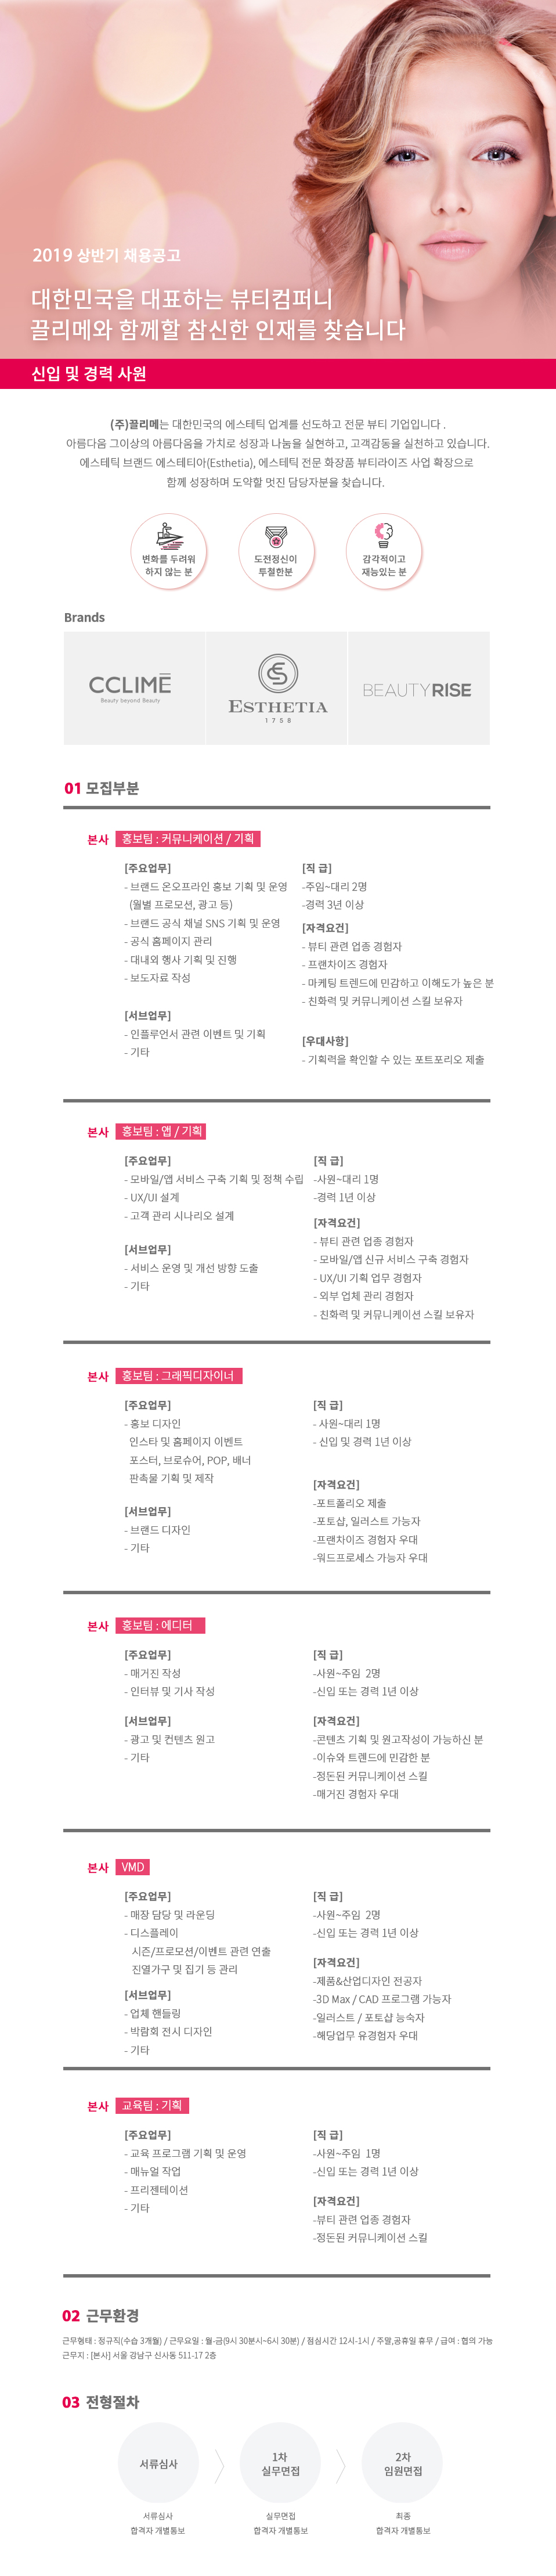 2019 상반기 채용공고
대한민국을 대표하는 뷰티컴퍼니
끌리메와 함께할 참신한 인재를 찾습니다
신입 및 경력 사원
(주)끌리메는 대한민국의 에스테틱 업계를 선도하고 전문 뷰티 기업입니다 .
아름다움 그이상의 아름다움을 가치로 성장과 나눔을 실현하고, 고객감동을 실천하고 있습니다.
에스테틱 브랜드 에스테티아(Esthetia), 에스테틱 전문 화장품 뷰티라이즈 사업 확장으로
함께 성장하며 도약할 멋진 담당자분을 찾습니다.
변화를 두려워
하지 않는 분
도전정신이
투철한분
감각적이고
재능있는 분
Brands
CCLIMĒ
Beauty beyond Beauty
ESTHETIA
1758
BEAUTYRISE
01 모집부분
본사 홍보팀 : 커뮤니케이션 / 기획
[주요업무]
- 브랜드 온오프라인 홍보 기획 및 운영
(월별 프로모션, 광고 등)
- 브랜드 공식 채널 SNS 기획 및 운영
- 공식 홈페이지 관리
- 대내외 행사 기획 및 진행
- 보도자료 작성
[서브업무]
- 인플루언서 관련 이벤트 및 기획
- 기타
[직 급]
-주임~대리 2명
-경력 3년 이상
[자격요건]
- 뷰티 관련 업종 경험자
- 프랜차이즈 경험자
- 마케팅 트렌드에 민감하고 이해도가 높은 분
- 친화력 및 커뮤니케이션 스킬 보유자
[우대사항]
- 기획력을 확인할 수 있는 포트포리오 제출
본사 홍보팀 : 앱 / 기획
[주요업무]
- 모바일/앱 서비스 구축 기획 및 정책 수립
- UX/UI 설계
- 고객 관리 시나리오 설계
[서브업무]
- 서비스 운영 및 개선 방향 도출
- 기타
[직 급]
-사원~대리 1명
-경력 1년 이상
[자격요건]
- 뷰티 관련 업종 경험자
- 모바일/앱 신규 서비스 구축 경험자
- UX/UI 기획 업무 경험자
- 외부 업체 관리 경험자
- 친화력 및 커뮤니케이션 스킬 보유자
본사 홍보팀 : 그래픽디자이너
[주요업무]
- 홍보 디자인
인스타 및 홈페이지 이벤트
포스터, 브로슈어, POP, 배너
판촉물 기획 및 제작
[서브업무]
- 브랜드 디자인
- 기타
[직 급]
- 사원~대리 1명
- 신입 및 경력 1년 이상
[자격요건]
-포트폴리오 제출
-포토샵, 일러스트 가능자
-프랜차이즈 경험자 우대
-워드프로세스 가능자 우대
본사 홍보팀 : 에디터
[주요업무]
- 매거진 작성
- 인터뷰 및 기사 작성
[서브업무]
- 광고 및 컨텐츠 원고
- 기타
[직 급]
-사원~주임 2명
-신입 또는 경력 1년 이상
[자격요건]
-콘텐츠 기획 및 원고작성이 가능하신 분
-이슈와 트렌드에 민감한 분
-정돈된 커뮤니케이션 스킬
-매거진 경험자 우대
본사 VMD
[주요업무]
- 매장 담당 및 라운딩
- 디스플레이
시즌/프로모션/이벤트 관련 연출
진열가구 및 집기 등 관리
[서브업무]
- 업체 핸들링
- 박람회 전시 디자인
- 기타
[직 급]
-사원~주임 2명
-신입 또는 경력 1년 이상
[자격요건]
-제품&산업디자인 전공자
-3D Max / CAD 프로그램 가능자
-일러스트 / 포토샵 능숙자
-해당업무 유경험자 우대
본사 교육팀 : 기획
[주요업무]
- 교육 프로그램 기획 및 운영
- 매뉴얼 작업
- 프리젠테이션
- 기타
[직 급]
-사원~주임 1명
-신입 또는 경력 1년 이상
[자격요건]
-뷰티 관련 업종 경험자
-정돈된 커뮤니케이션 스킬
02 근무환경
근무형태 : 정규직(수습 3개월) / 근무요일 : 월-금(9시 30분시~6시 30분) / 점심시간 12시-1시 / 주말,공휴일 휴무 / 급여 : 협의 가능
근무지 : [본사] 서울 강남구 신사동 511-17 2층
03 전형절차
서류심사
1차
실무면접
2차
임원면접
서류심사
합격자 개별통보
실무면접
합격자 개별통보
최종
합격자 개별통보